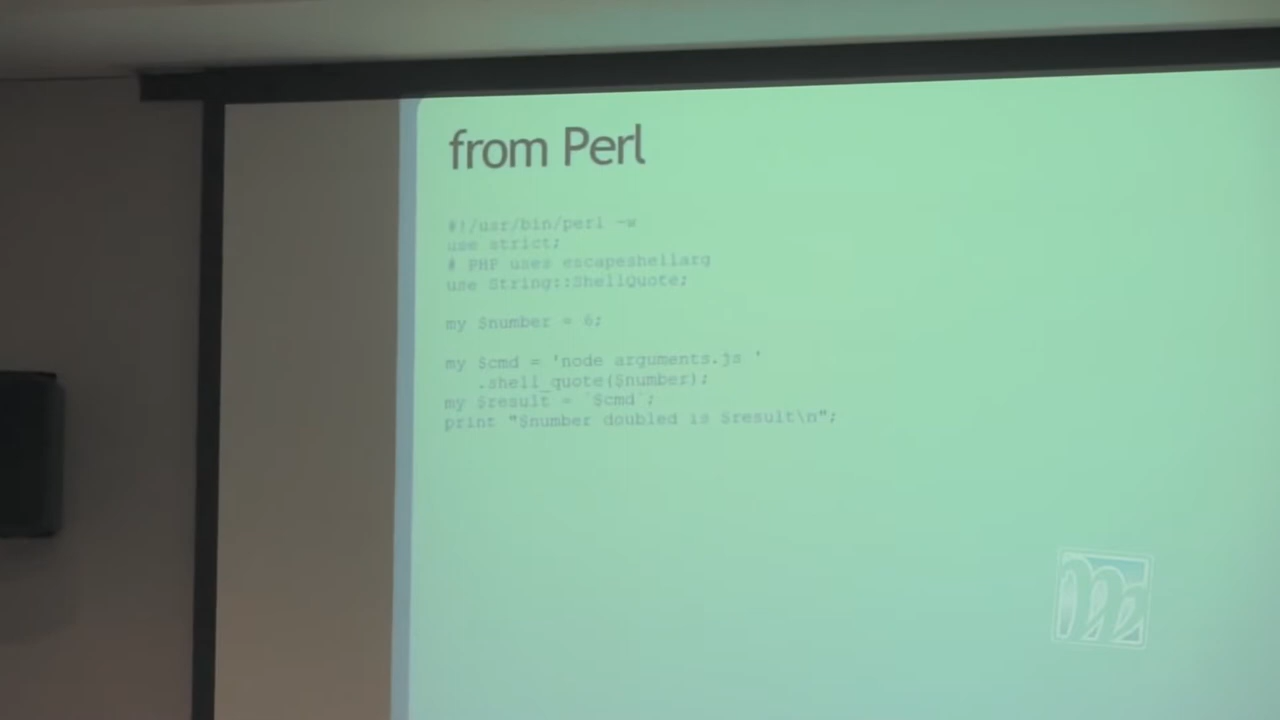 from Perl
#!/usr/bin/perl -w
use strict;
# PHP uses escapeshellarg
use String::ShellQuote;
my $number = 6;
my $cmd = 'node arguments.js '
.shell_quote($number);
my $result = `$cmd`;
print "$number doubled is $result\n";